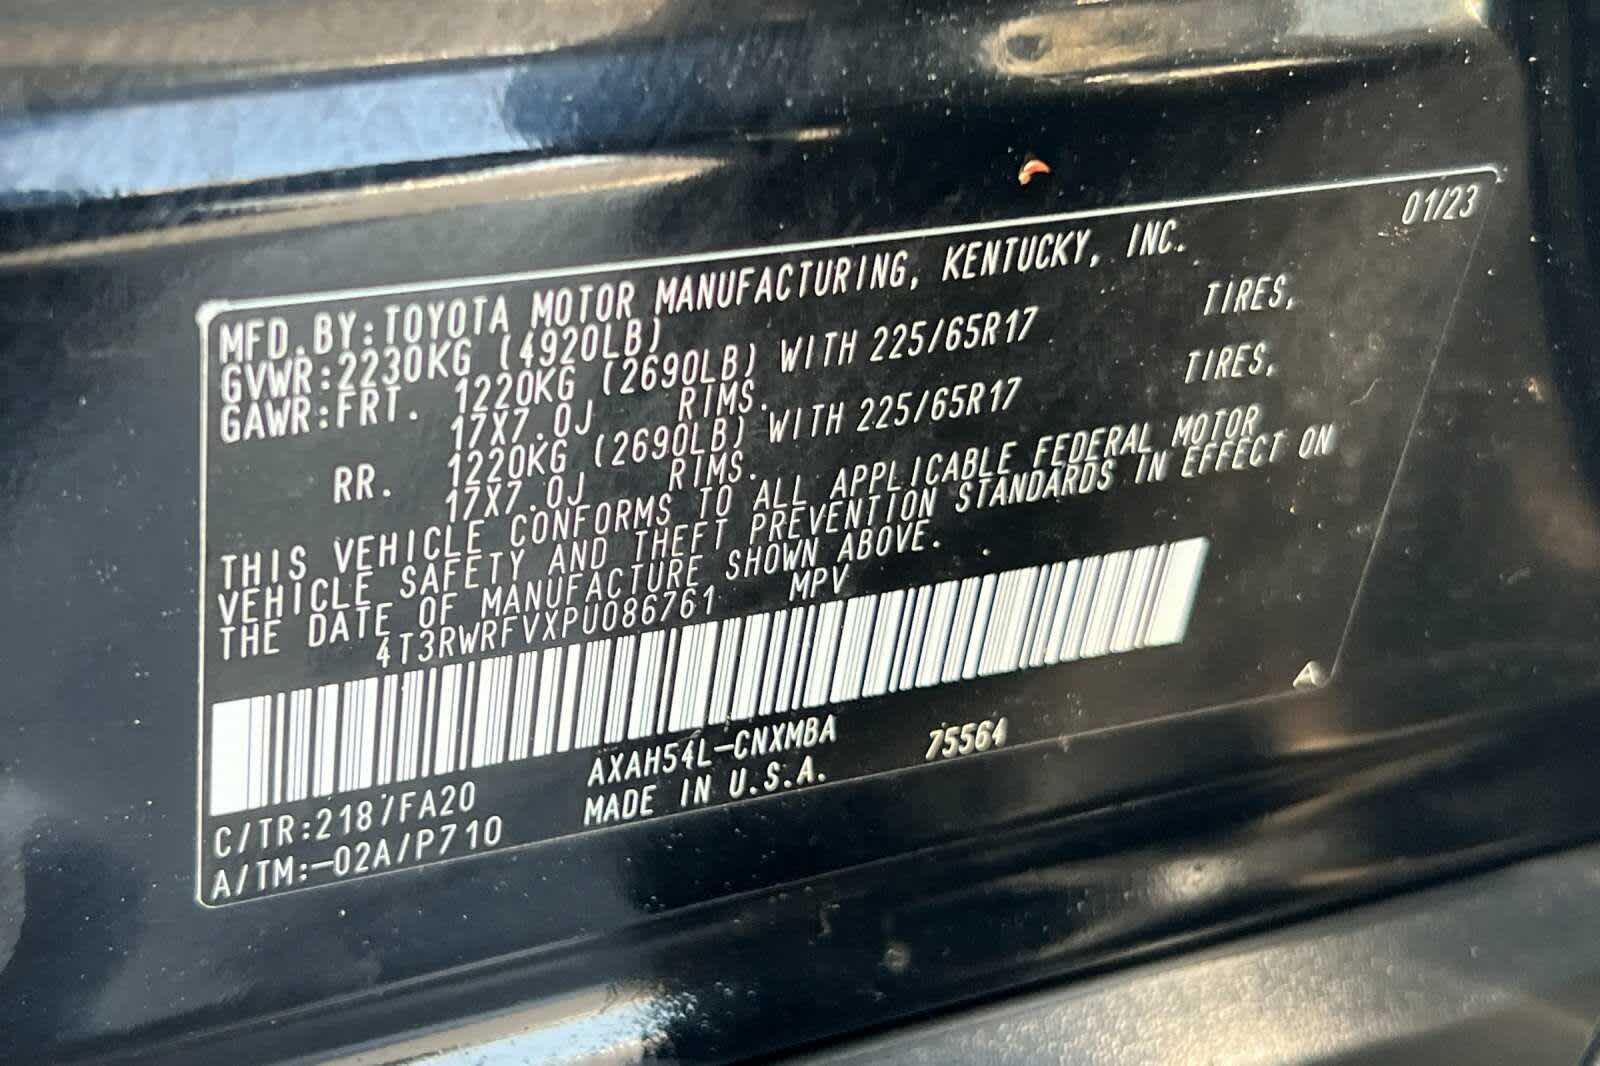 01/23
MFD.BY:TOYOTA MOTOR MANUFACTURING, KENTUCKY, INC.
GVWR:2230KG (4920LB)
GAWR:FRT. 1220KG (2690LB) WITH 225/65R17 TIRES,
17X7.0J RIMS.
RR. 1220KG (2690LB) WITH 225/65R17 TIRES,
17X7.0J RIMS.
THIS VEHICLE CONFORMS TO ALL APPLICABLE FEDERAL MOTOR
VEHICLE SAFETY AND THEFT PREVENTION STANDARDS IN EFFECT ON
THE DATE OF MANUFACTURE SHOWN ABOVE.
4T3RWRFVXPU086761 MPV
A
AXAH54L-CNXMBA 75564
C/TR:218/FA20 MADE IN U.S.A.
A/TM:-02A/P710